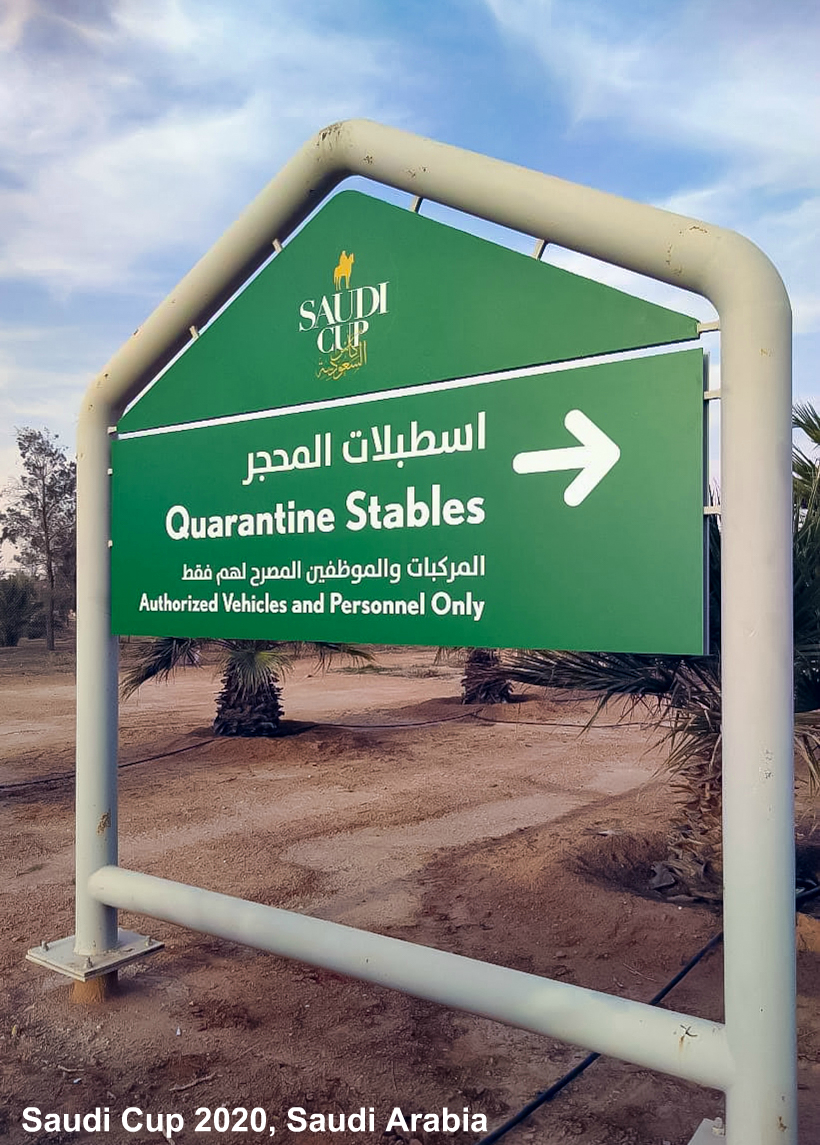 SAUDI
CUP
كأس
السعودية
اسطبلات المحجر
Quarantine Stables
المركبات والموظفين المصرح لهم فقط
Authorized Vehicles and Personnel Only
Saudi Cup 2020, Saudi Arabia